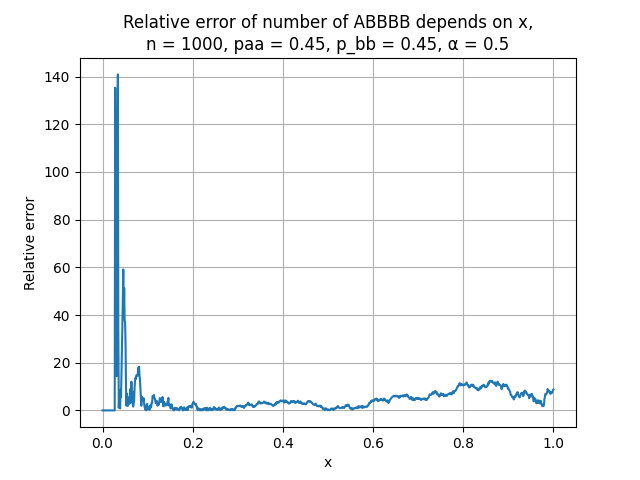 Relative error of number of ABBBB depends on x,
n = 1000, paa = 0.45, p_bb = 0.45, α = 0.5
Relative error
140
120
100
80
60
40
20
0
0.0 0.2 0.4 0.6 0.8 1.0
x